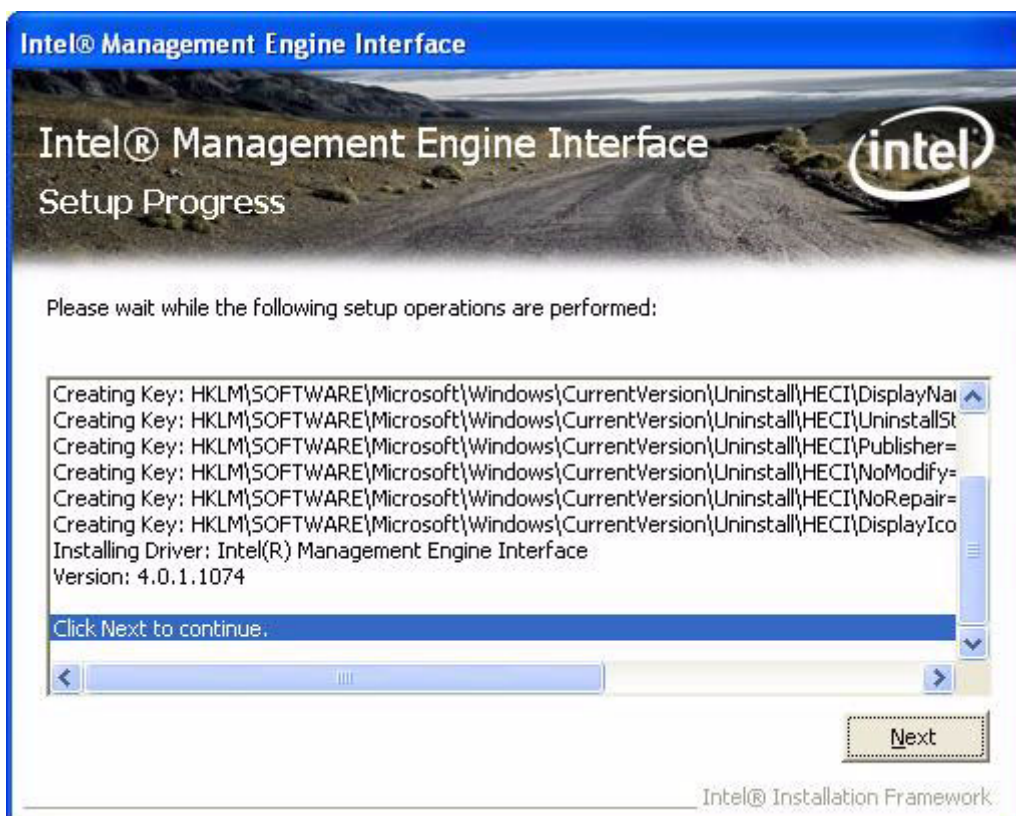 Intel® Management Engine Interface
Intel® Management Engine Interface
intel
Setup Progress
Please wait while the following setup operations are performed:
Creating Key: HKLM\SOFTWARE\Microsoft\Windows\CurrentVersion\Uninstall\HECI\DisplayNa
Creating Key: HKLM\SOFTWARE\Microsoft\Windows\CurrentVersion\Uninstall\HECI\UninstallSt
Creating Key: HKLM\SOFTWARE\Microsoft\Windows\CurrentVersion\Uninstall\HECI\Publisher=
Creating Key: HKLM\SOFTWARE\Microsoft\Windows\CurrentVersion\Uninstall\HECI\NoModify=
Creating Key: HKLM\SOFTWARE\Microsoft\Windows\CurrentVersion\Uninstall\HECI\NoRepair=
Creating Key: HKLM\SOFTWARE\Microsoft\Windows\CurrentVersion\Uninstall\HECI\DisplayIco
Installing Driver: Intel(R) Management Engine Interface
Version: 4.0.1.1074
Click Next to continue.
Next
Intel® Installation Framework